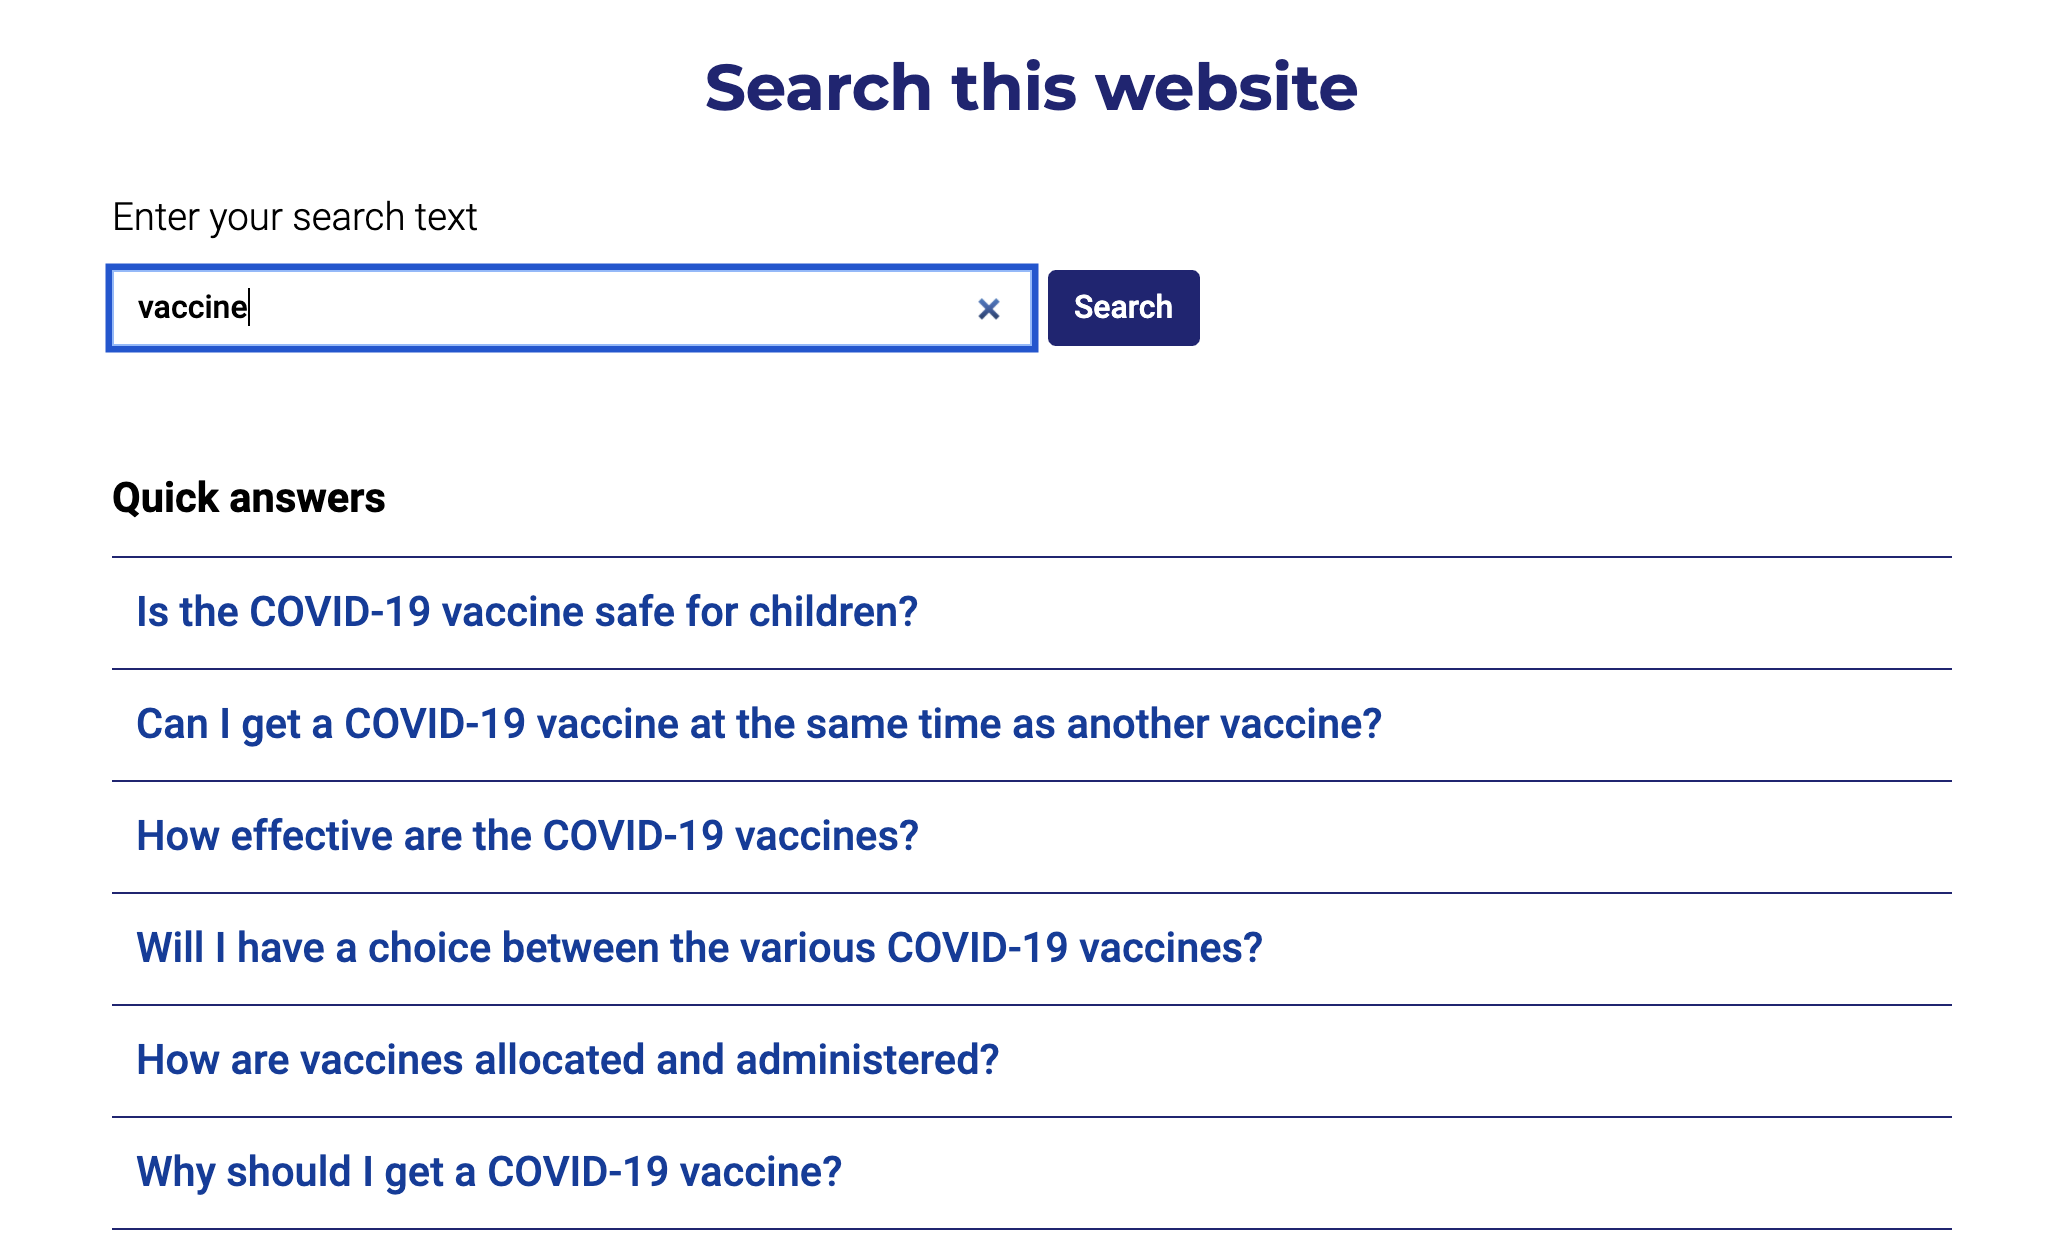 Search this website
Enter your search text
vaccine
Search
Quick answers
Is the COVID-19 vaccine safe for children?
Can I get a COVID-19 vaccine at the same time as another vaccine?
How effective are the COVID-19 vaccines?
Will I have a choice between the various COVID-19 vaccines?
How are vaccines allocated and administered?
Why should I get a COVID-19 vaccine?